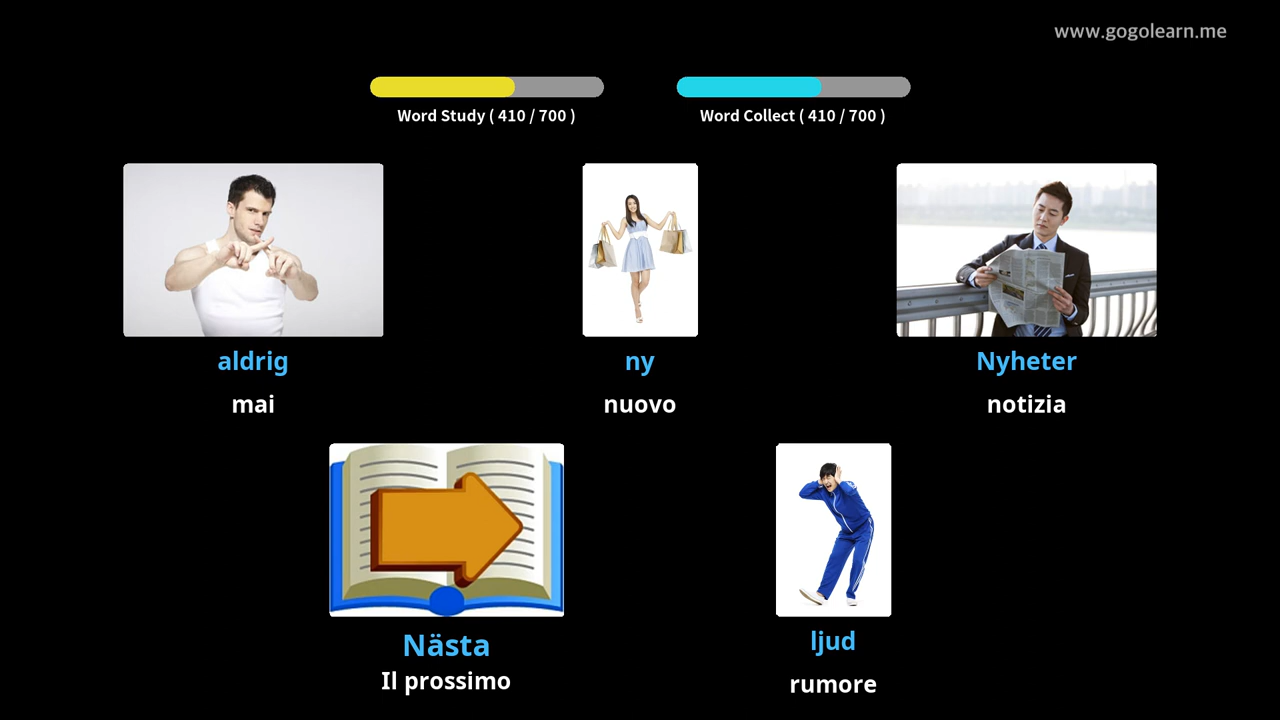 www.gogolearn.me
Word Study ( 410 / 700 )
Word Collect ( 410 / 700 )
aldrig
mai
ny
nuovo
Nyheter
notizia
Nästa
Il prossimo
ljud
rumore